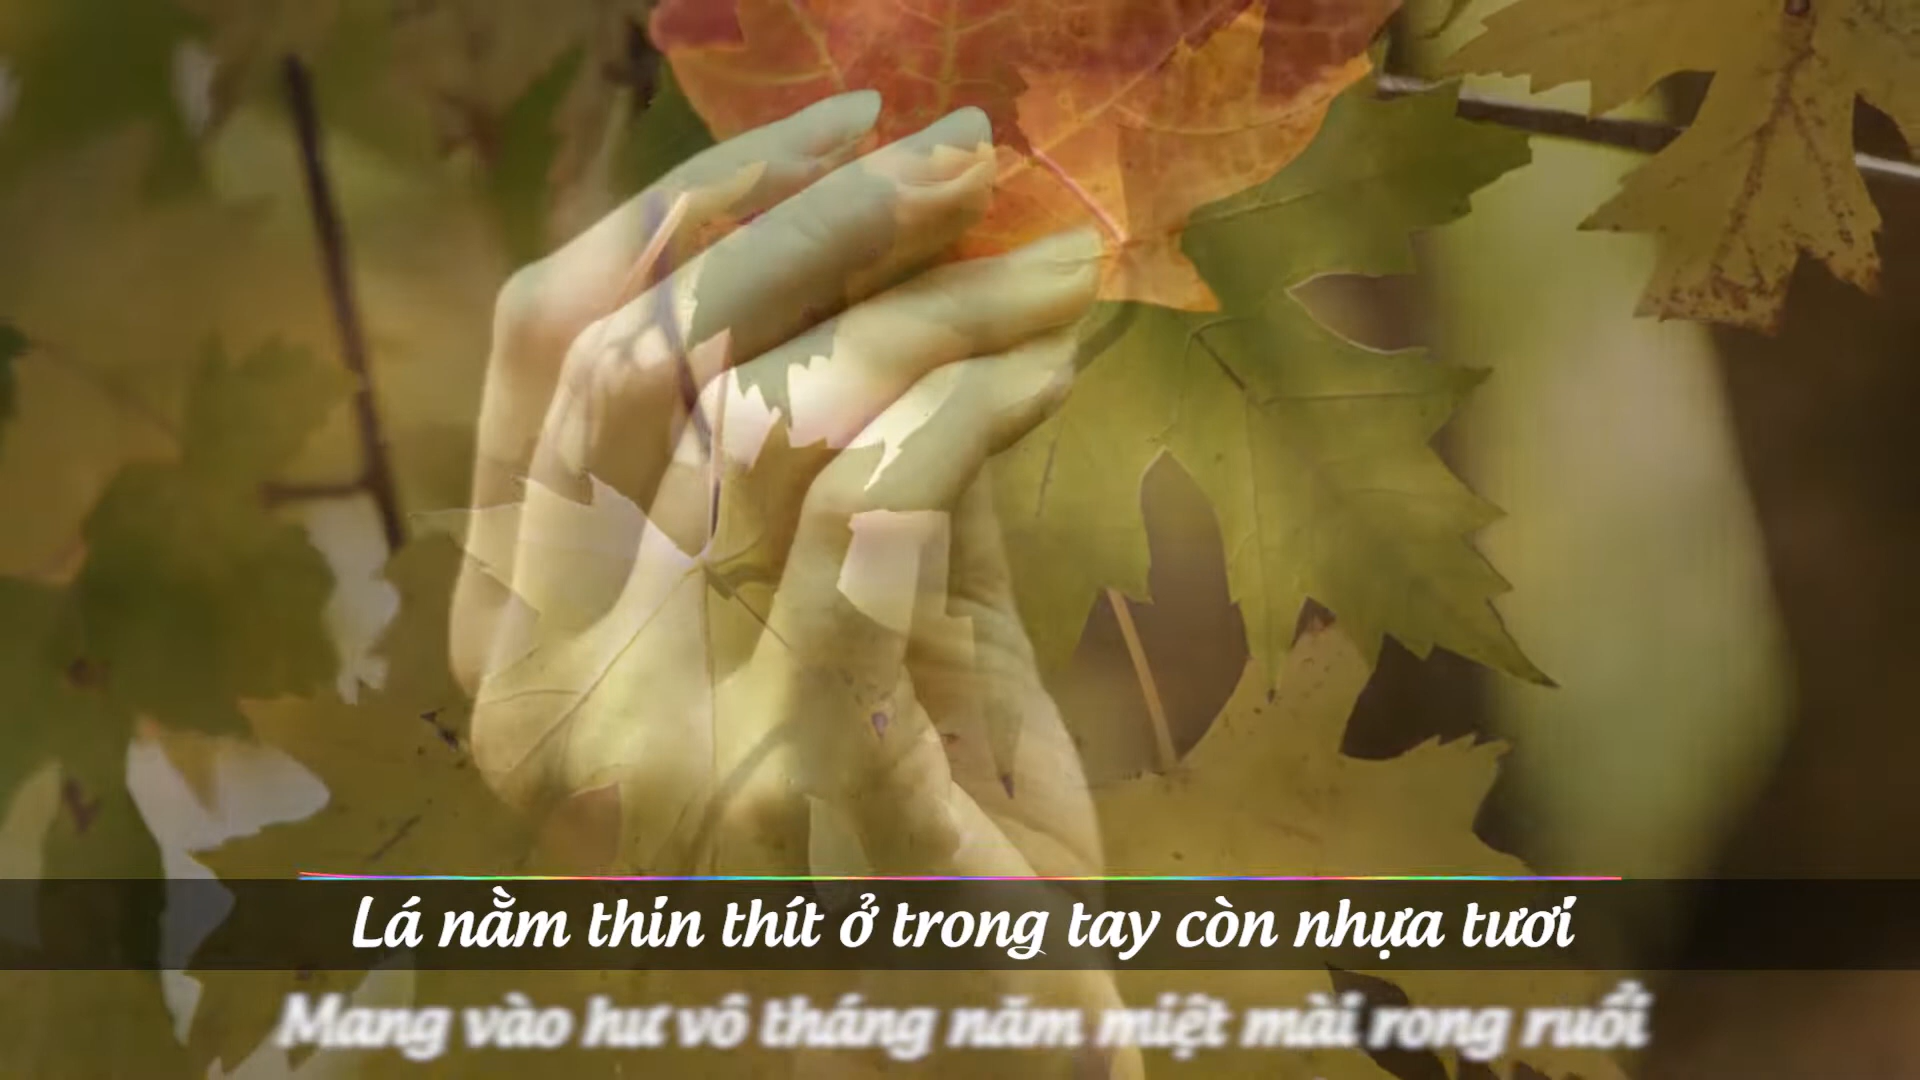 Lá nằm thin thít ở trong tay còn nhựa tươi
Mang vào hư vô tháng năm miệt mài rong ruổi